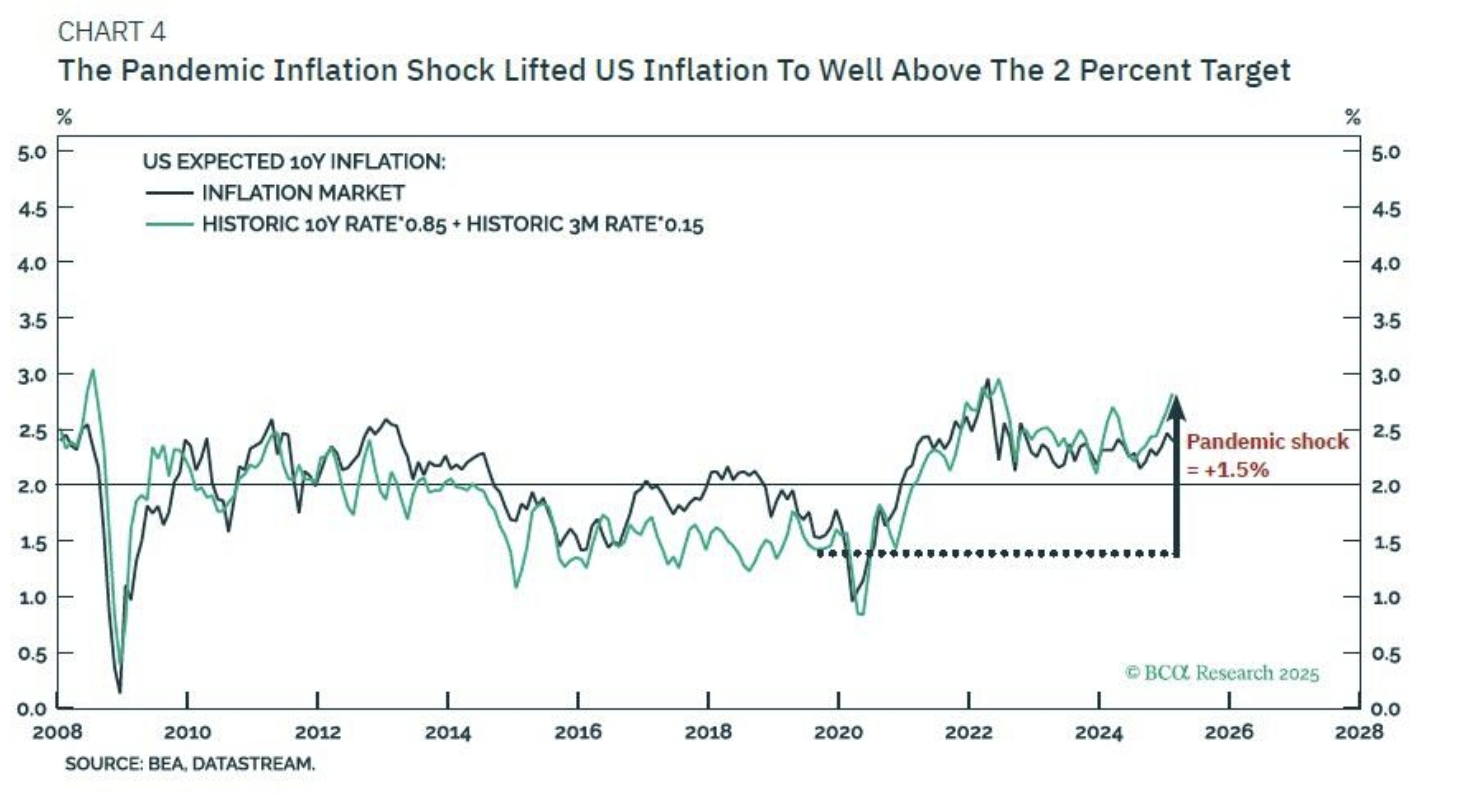 CHART 4
The Pandemic Inflation Shock Lifted US Inflation To Well Above The 2 Percent Target
% %
US EXPECTED 10Y INFLATION:
INFLATION MARKET
HISTORIC 10Y RATE*0.85 + HISTORIC 3M RATE*0.15
5.0 5.0
4.5 4.5
4.0 4.0
3.5 3.5
3.0 3.0
2.5 2.5
2.0 2.0
1.5 1.5
1.0 1.0
0.5 0.5
0.0 0.0
Pandemic shock
= +1.5%
© BCα Research 2025
2008 2010 2012 2014 2016 2018 2020 2022 2024 2026 2028
SOURCE: BEA, DATASTREAM.